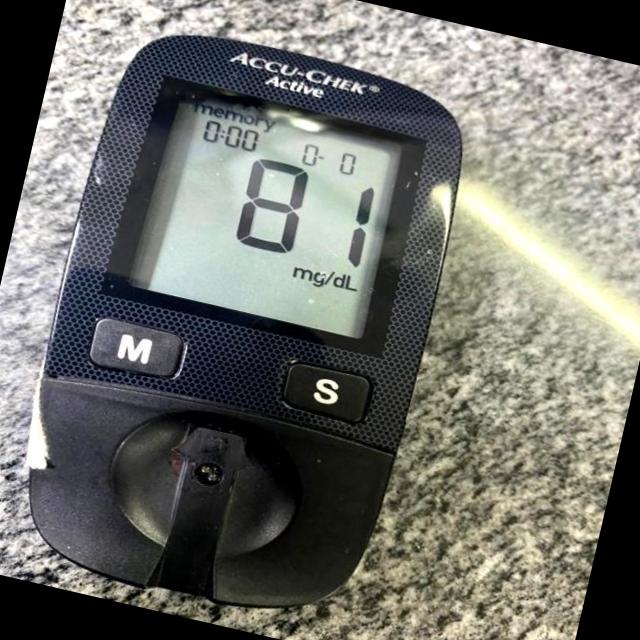 ACCU-CHEK®
Active
memory
0:00 0- 0
81
mg/dL
M
S